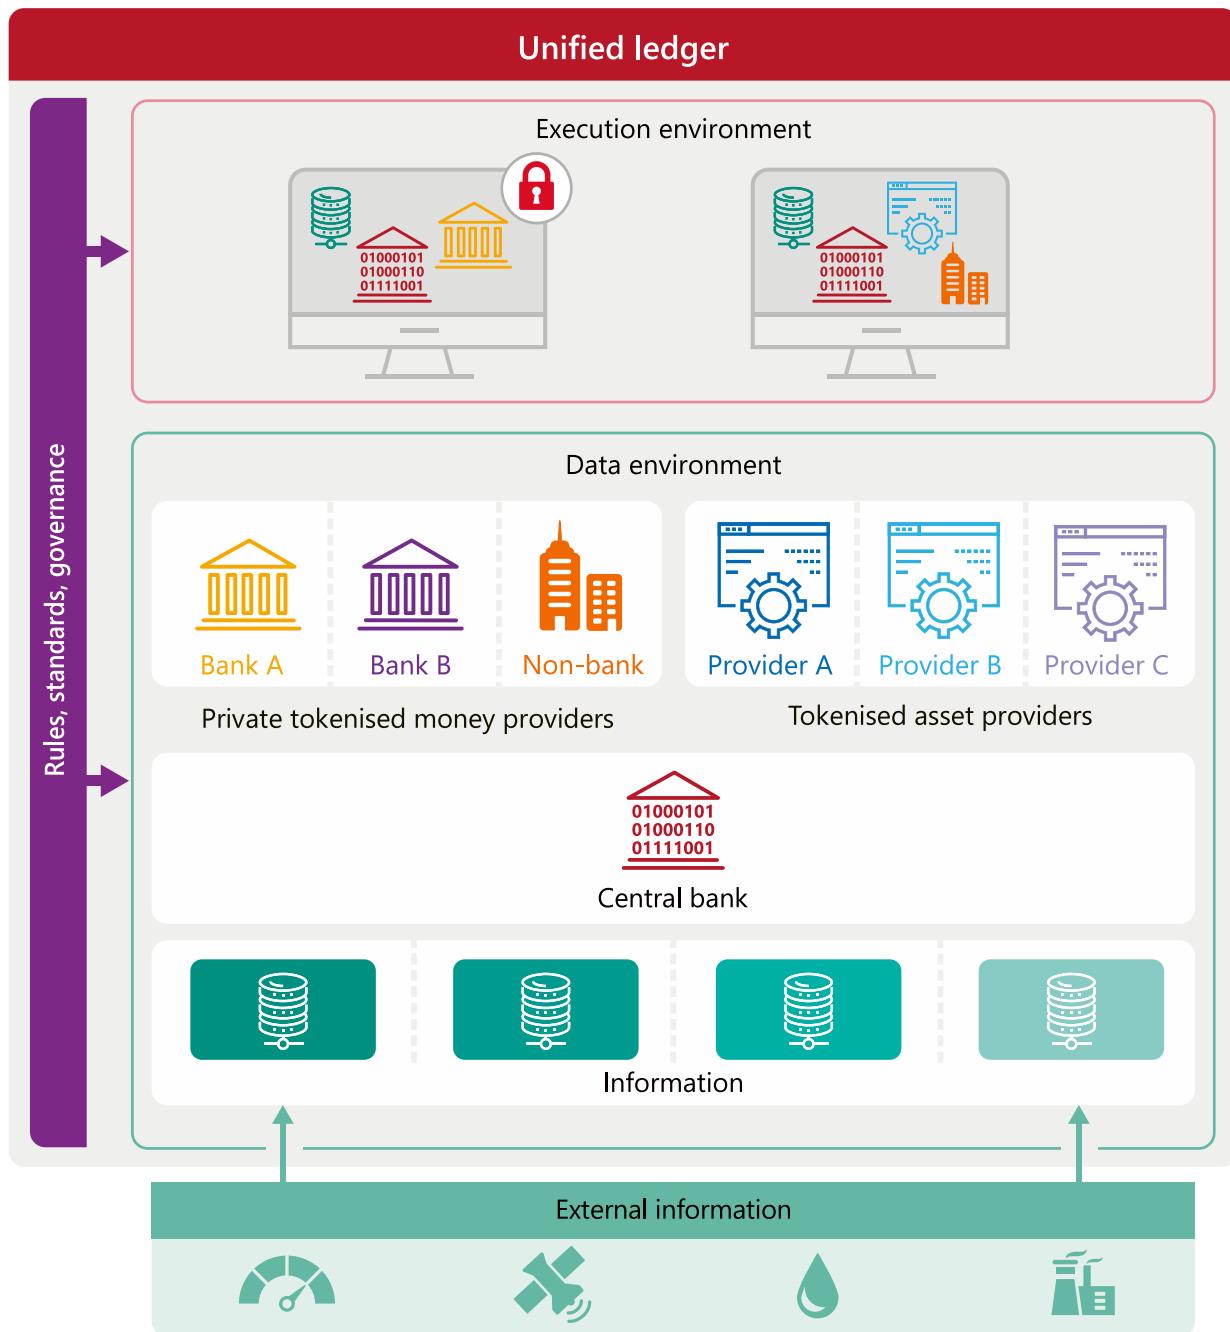 Unified ledger
Rules, standards, governance
Execution environment
01000101
01000110
01111001
01000101
01000110
01111001
Data environment
Bank A
Bank B
Non-bank
Provider A
Provider B
Provider C
Private tokenised money providers
Tokenised asset providers
01000101
01000110
01111001
Central bank
Information
External information